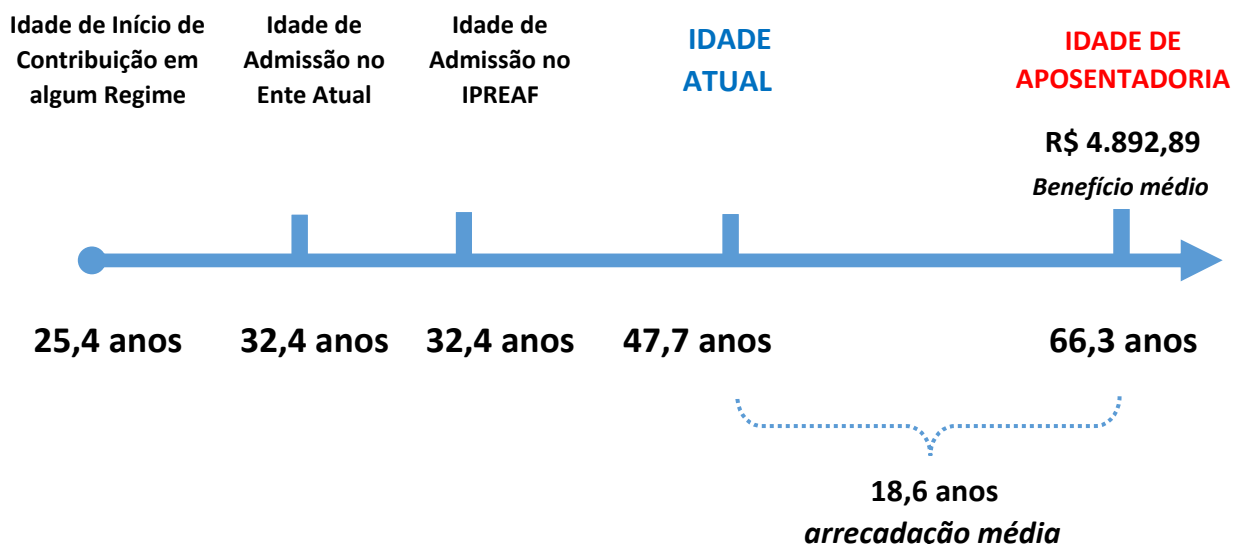 Idade de Início de
Contribuição em
algum Regime
Idade de
Admissão no
Ente Atual
Idade de
Admissão no
IPREAF
IDADE
ATUAL
IDADE DE
APOSENTADORIA
R$ 4.892,89
Benefício médio
25,4 anos
32,4 anos
32,4 anos
47,7 anos
66,3 anos
18,6 anos
arrecadação média